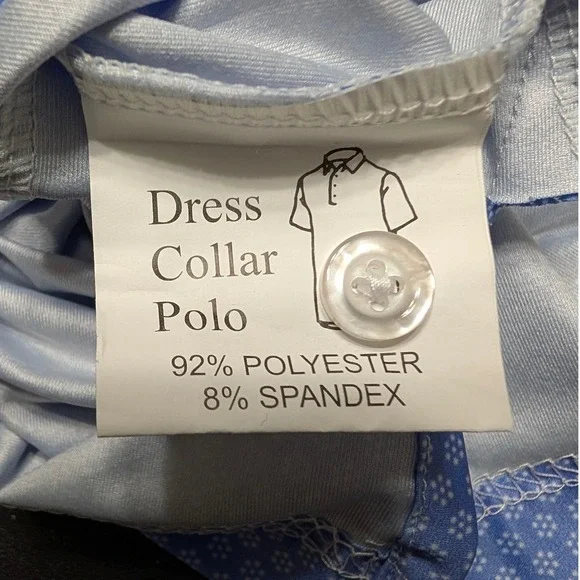 Dress
Collar
Polo
92% POLYESTER
8% SPANDEX